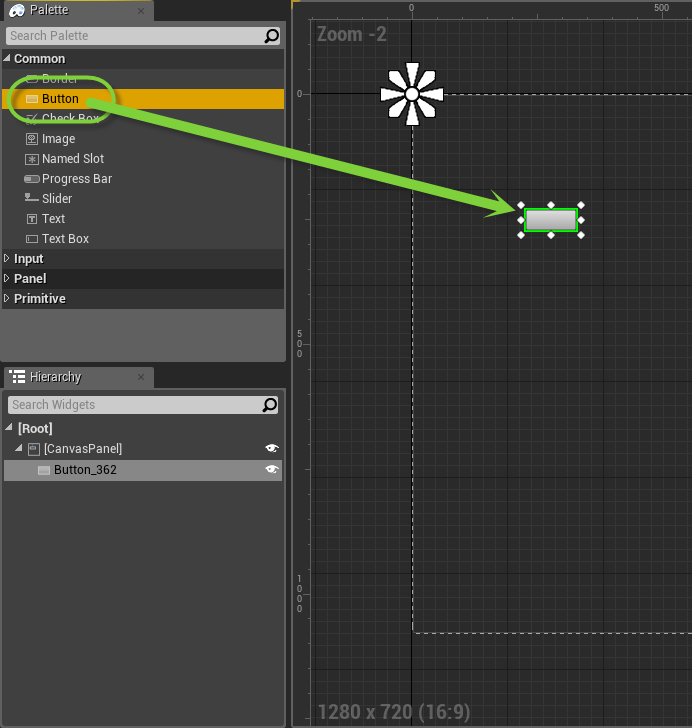 Palette
Search Palette
Common
Border
Button
Check Box
Image
Named Slot
Progress Bar
Slider
Text
Text Box
Input
Panel
Primitive
Hierarchy
Search Widgets
[Root]
[CanvasPanel]
Button_362
0
500
Zoom -2
0
500
1000
1280 x 720 (16:9)